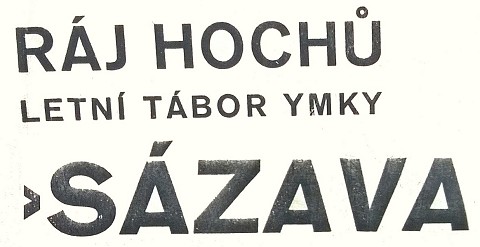 RÁJ HOCHŮ
LETNÍ TÁBOR YMKY
>SÁZAVA